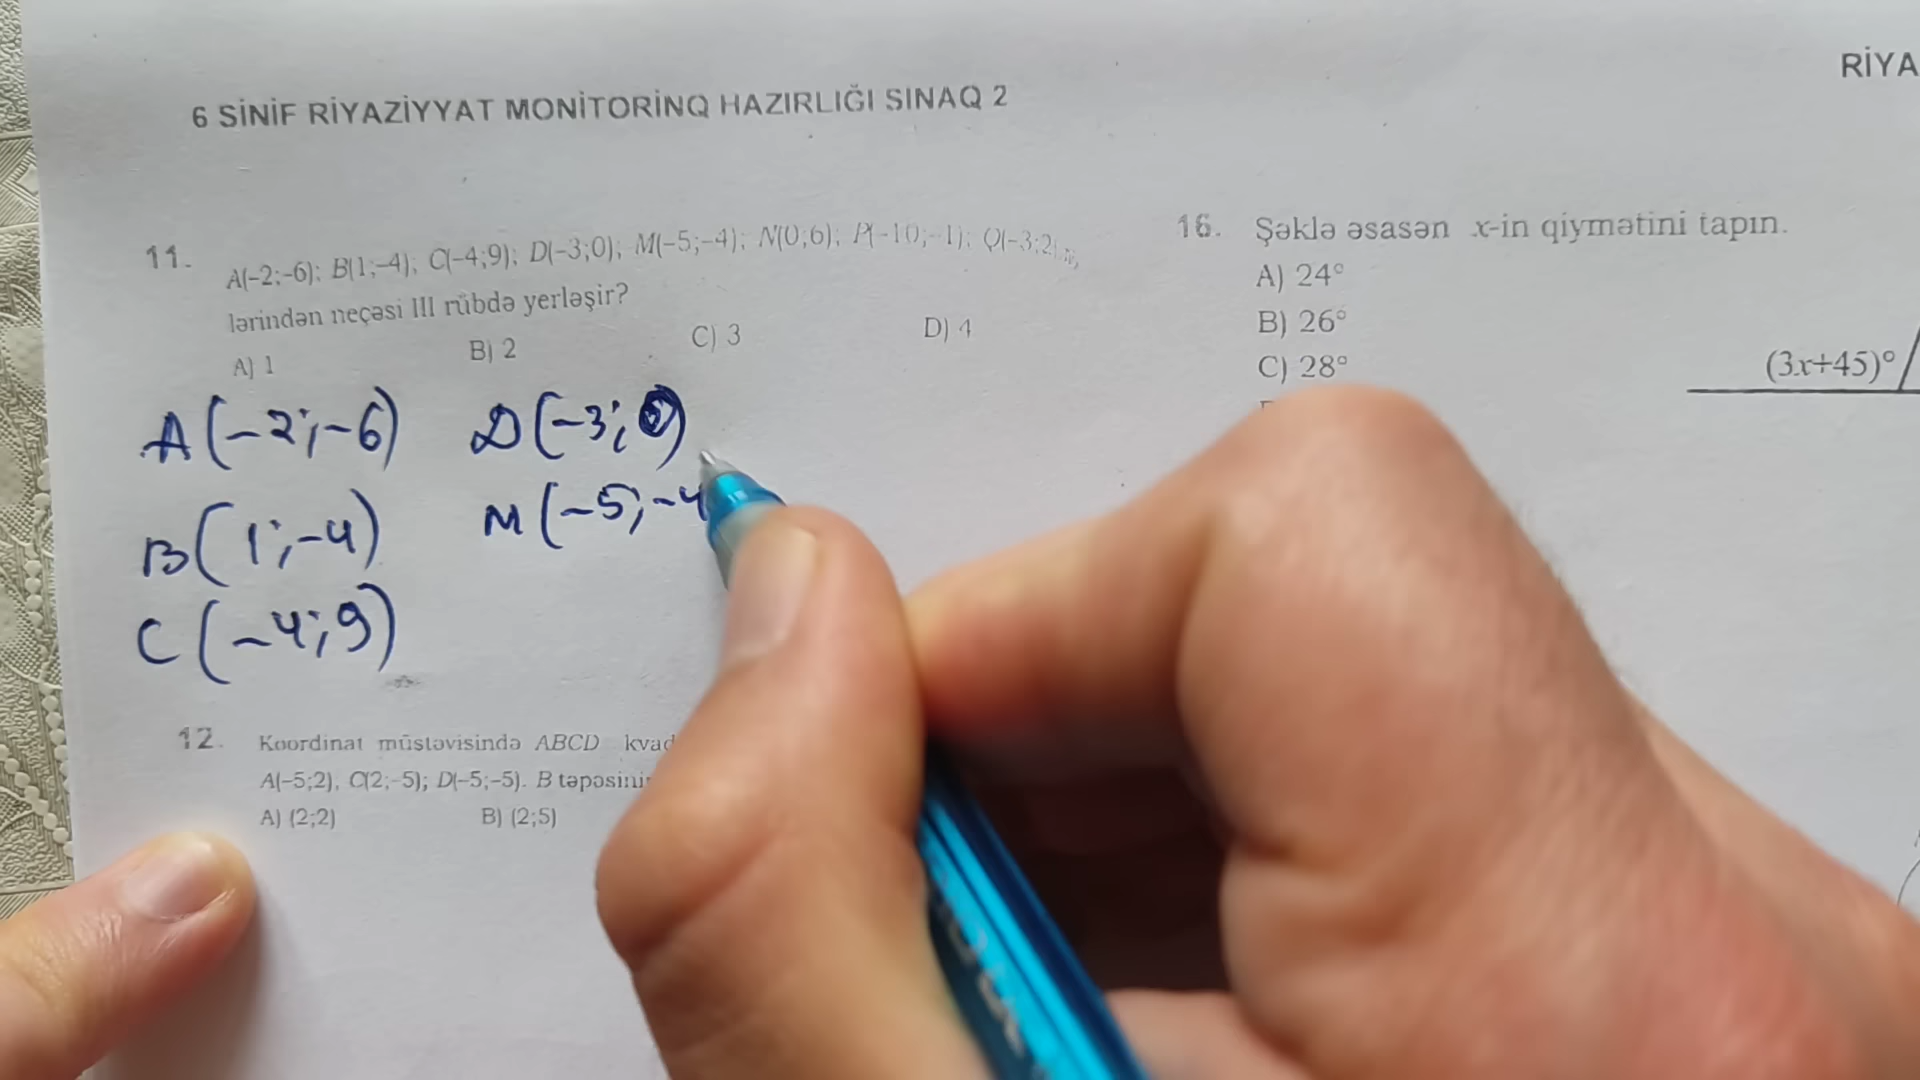 6 SİNİF RİYAZİYYAT MONİTORİNQ HAZIRLIĞI SINAQ 2
RİYA
11.
A(−2;−6); B(1;−4); C(−4;9); D(−3;0); M(−5;−4); N(0;6); P(−10;−1); Q(−3;2)
lərindən neçəsi III rübdə yerləşir?
A) 1
B) 2
C) 3
D) 4
A(−2;−6)
B(1;−4)
C(−4;9)
D(−3;0)
M(−5;−4
12. Koordinat müstəvisində ABCD kvad
A(−5;2), C(2;−5); D(−5;−5). B təpəsini
A) (2;2)
B) (2;5)
16. Şəklə əsasən x-in qiymətini tapın.
A) 24°
B) 26°
C) 28°
(3x+45)°